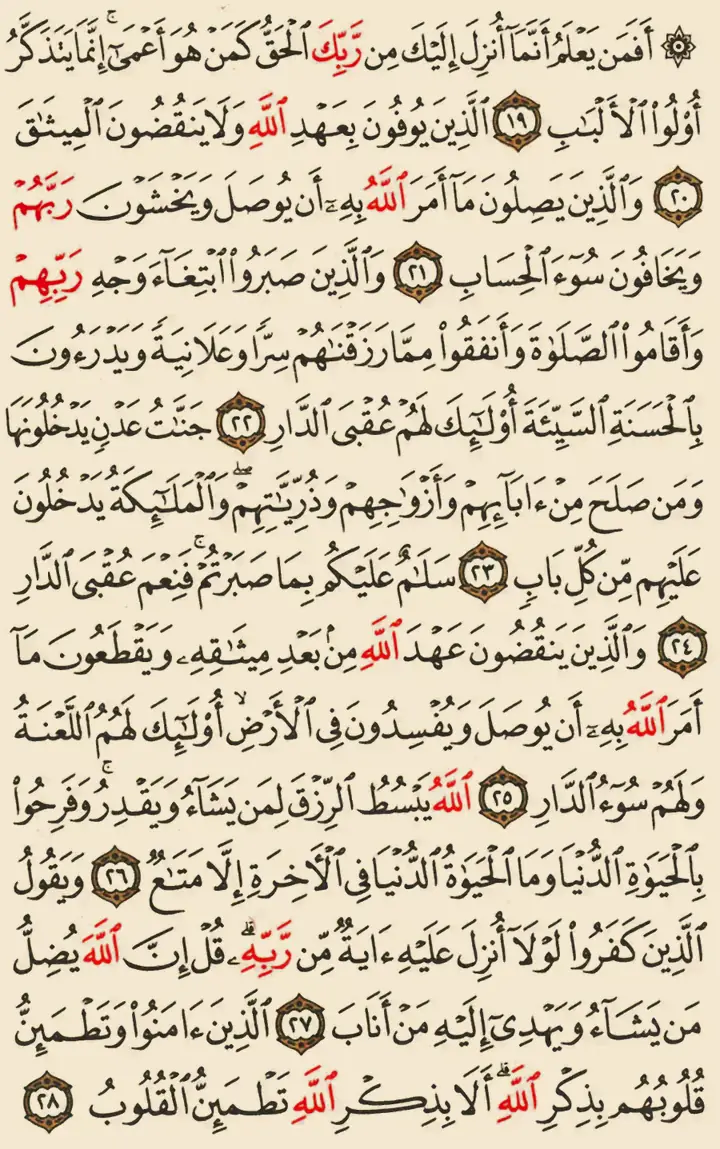 ۞ أَفَمَن يَعْلَمُ أَنَّمَآ أُنزِلَ إِلَيْكَ مِن رَّبِّكَ ٱلْحَقُّ كَمَنْ هُوَ أَعْمَىٰٓ ۚ إِنَّمَا يَتَذَكَّرُ
أُو۟لُوا۟ ٱلْأَلْبَـٰبِ ١٩ ٱلَّذِينَ يُوفُونَ بِعَهْدِ ٱللَّهِ وَلَا يَنقُضُونَ ٱلْمِيثَـٰقَ
٢٠ وَٱلَّذِينَ يَصِلُونَ مَآ أَمَرَ ٱللَّهُ بِهِۦٓ أَن يُوصَلَ وَيَخْشَوْنَ رَبَّهُمْ
وَيَخَافُونَ سُوٓءَ ٱلْحِسَابِ ٢١ وَٱلَّذِينَ صَبَرُوا۟ ٱبْتِغَآءَ وَجْهِ رَبِّهِمْ
وَأَقَامُوا۟ ٱلصَّلَوٰةَ وَأَنفَقُوا۟ مِمَّا رَزَقْنَـٰهُمْ سِرًّا وَعَلَانِيَةً وَيَدْرَءُونَ
بِٱلْحَسَنَةِ ٱلسَّيِّئَةَ أُو۟لَـٰٓئِكَ لَهُمْ عُقْبَى ٱلدَّارِ ٢٢ جَنَّـٰتُ عَدْنٍ يَدْخُلُونَهَا
وَمَن صَلَحَ مِنْ ءَابَآئِهِمْ وَأَزْوَٰجِهِمْ وَذُرِّيَّـٰتِهِمْ ۖ وَٱلْمَلَـٰٓئِكَةُ يَدْخُلُونَ
عَلَيْهِم مِّن كُلِّ بَابٍ ٢٣ سَلَـٰمٌ عَلَيْكُم بِمَا صَبَرْتُمْ ۚ فَنِعْمَ عُقْبَى ٱلدَّارِ
٢٤ وَٱلَّذِينَ يَنقُضُونَ عَهْدَ ٱللَّهِ مِنۢ بَعْدِ مِيثَـٰقِهِۦ وَيَقْطَعُونَ مَآ
أَمَرَ ٱللَّهُ بِهِۦٓ أَن يُوصَلَ وَيُفْسِدُونَ فِى ٱلْأَرْضِ ۙ أُو۟لَـٰٓئِكَ لَهُمُ ٱللَّعْنَةُ
وَلَهُمْ سُوٓءُ ٱلدَّارِ ٢٥ ٱللَّهُ يَبْسُطُ ٱلرِّزْقَ لِمَن يَشَآءُ وَيَقْدِرُ ۚ وَفَرِحُوا۟
بِٱلْحَيَوٰةِ ٱلدُّنْيَا وَمَا ٱلْحَيَوٰةُ ٱلدُّنْيَا فِى ٱلْـَٔاخِرَةِ إِلَّا مَتَـٰعٌ ٢٦ وَيَقُولُ
ٱلَّذِينَ كَفَرُوا۟ لَوْلَآ أُنزِلَ عَلَيْهِ ءَايَةٌ مِّن رَّبِّهِۦ ۗ قُلْ إِنَّ ٱللَّهَ يُضِلُّ
مَن يَشَآءُ وَيَهْدِىٓ إِلَيْهِ مَنْ أَنَابَ ٢٧ ٱلَّذِينَ ءَامَنُوا۟ وَتَطْمَئِنُّ
قُلُوبُهُم بِذِكْرِ ٱللَّهِ ۗ أَلَا بِذِكْرِ ٱللَّهِ تَطْمَئِنُّ ٱلْقُلُوبُ ٢٨